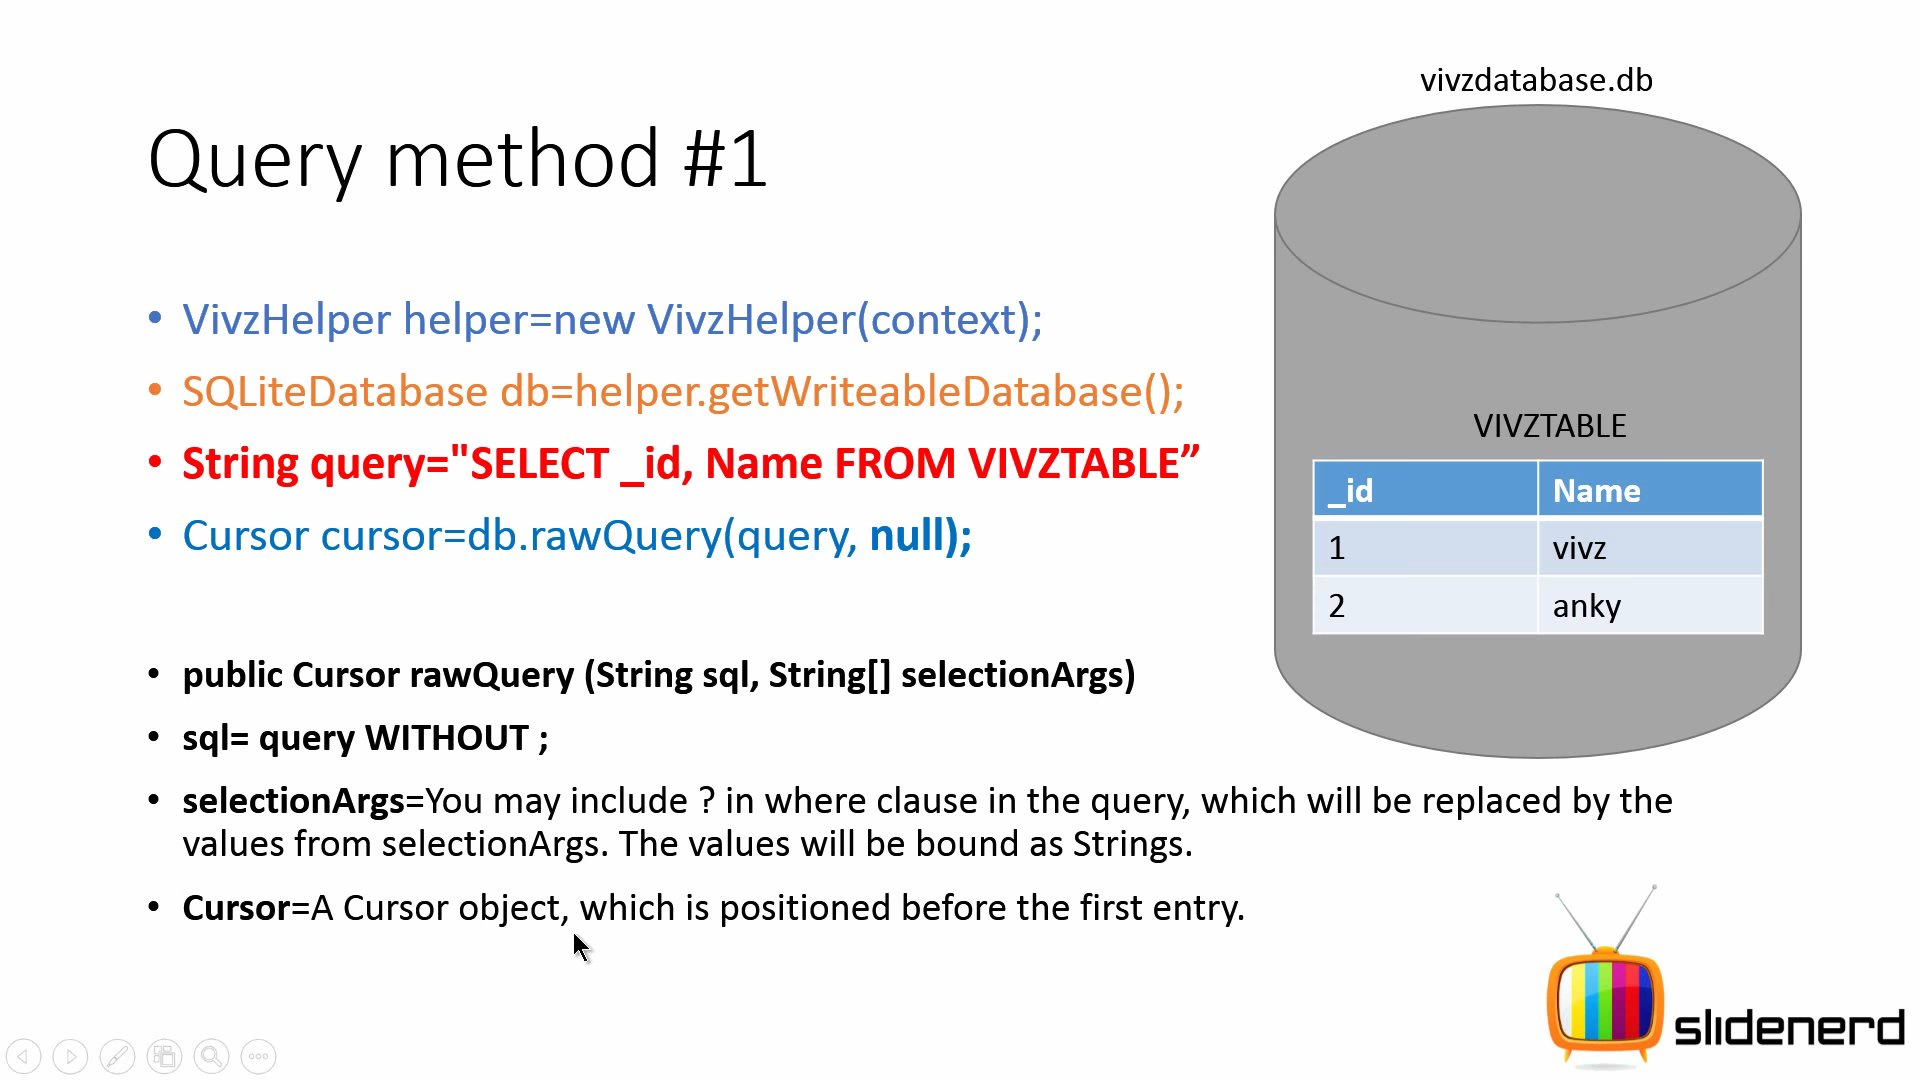 Query method #1
• VivzHelper helper=new VivzHelper(context);
• SQLiteDatabase db=helper.getWriteableDatabase();
• String query="SELECT _id, Name FROM VIVZTABLE”
• Cursor cursor=db.rawQuery(query, null);
• public Cursor rawQuery (String sql, String[] selectionArgs)
• sql= query WITHOUT ;
• selectionArgs=You may include ? in where clause in the query, which will be replaced by the
values from selectionArgs. The values will be bound as Strings.
• Cursor=A Cursor object, which is positioned before the first entry.
vivzdatabase.db
VIVZTABLE
_id Name
1 vivz
2 anky
slidenerd